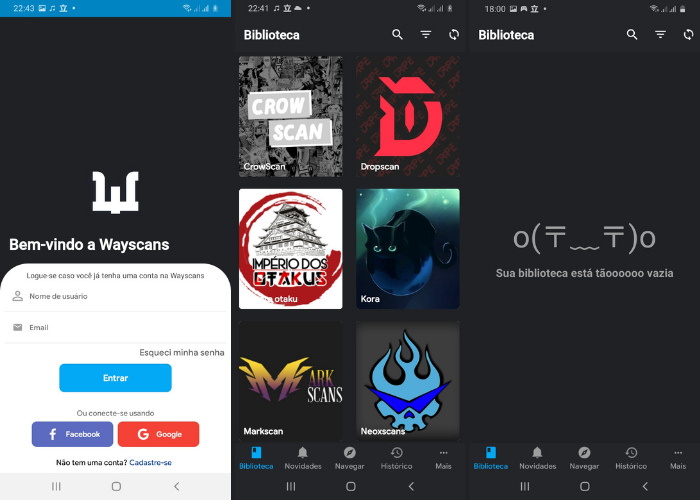 22:43
Bem-vindo a Wayscans
Logue-se caso você já tenha uma conta na Wayscans
Nome de usuário
Email
Esqueci minha senha
Entrar
Ou conecte-se usando
Facebook
Google
Não tem uma conta? Cadastre-se
22:41
Biblioteca
CROW
SCAN
CrowScan
Dropscan
IMPÉRIO DOS
OTAKUS
otaku
Kora
ARK
SCANS
Markscan
Neoxscans
Biblioteca
Novidades
Navegar
Histórico
Mais
18:00
Biblioteca
o(〒﹏〒)o
Sua biblioteca está tãoooooo vazia
Biblioteca
Novidades
Navegar
Histórico
Mais